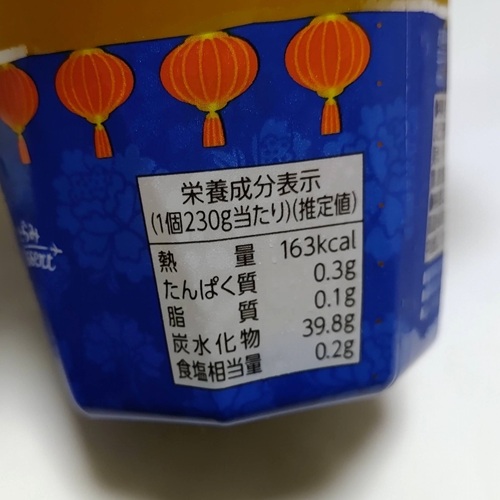 栄養成分表示
(1個230g当たり)(推定値)
熱量 163kcal
たんぱく質 0.3g
脂質 0.1g
炭水化物 39.8g
食塩相当量 0.2g